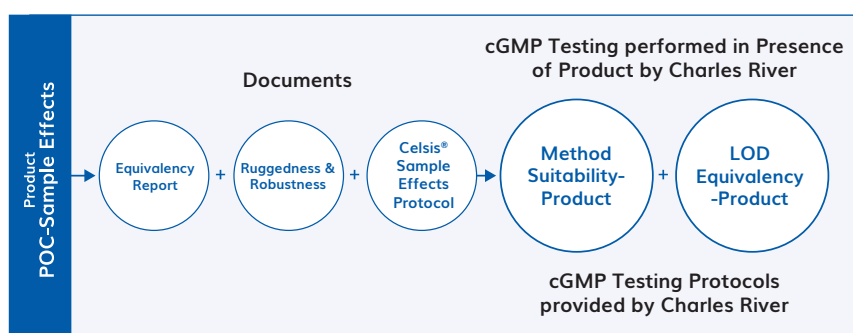 Product
POC-Sample Effects
Documents
Equivalency
Report
+
Ruggedness &
Robustness
+
Celsis®
Sample
Effects
Protocol
cGMP Testing performed in Presence
of Product by Charles River
Method
Suitability-
Product
+
LOD
Equivalency
-Product
cGMP Testing Protocols
provided by Charles River